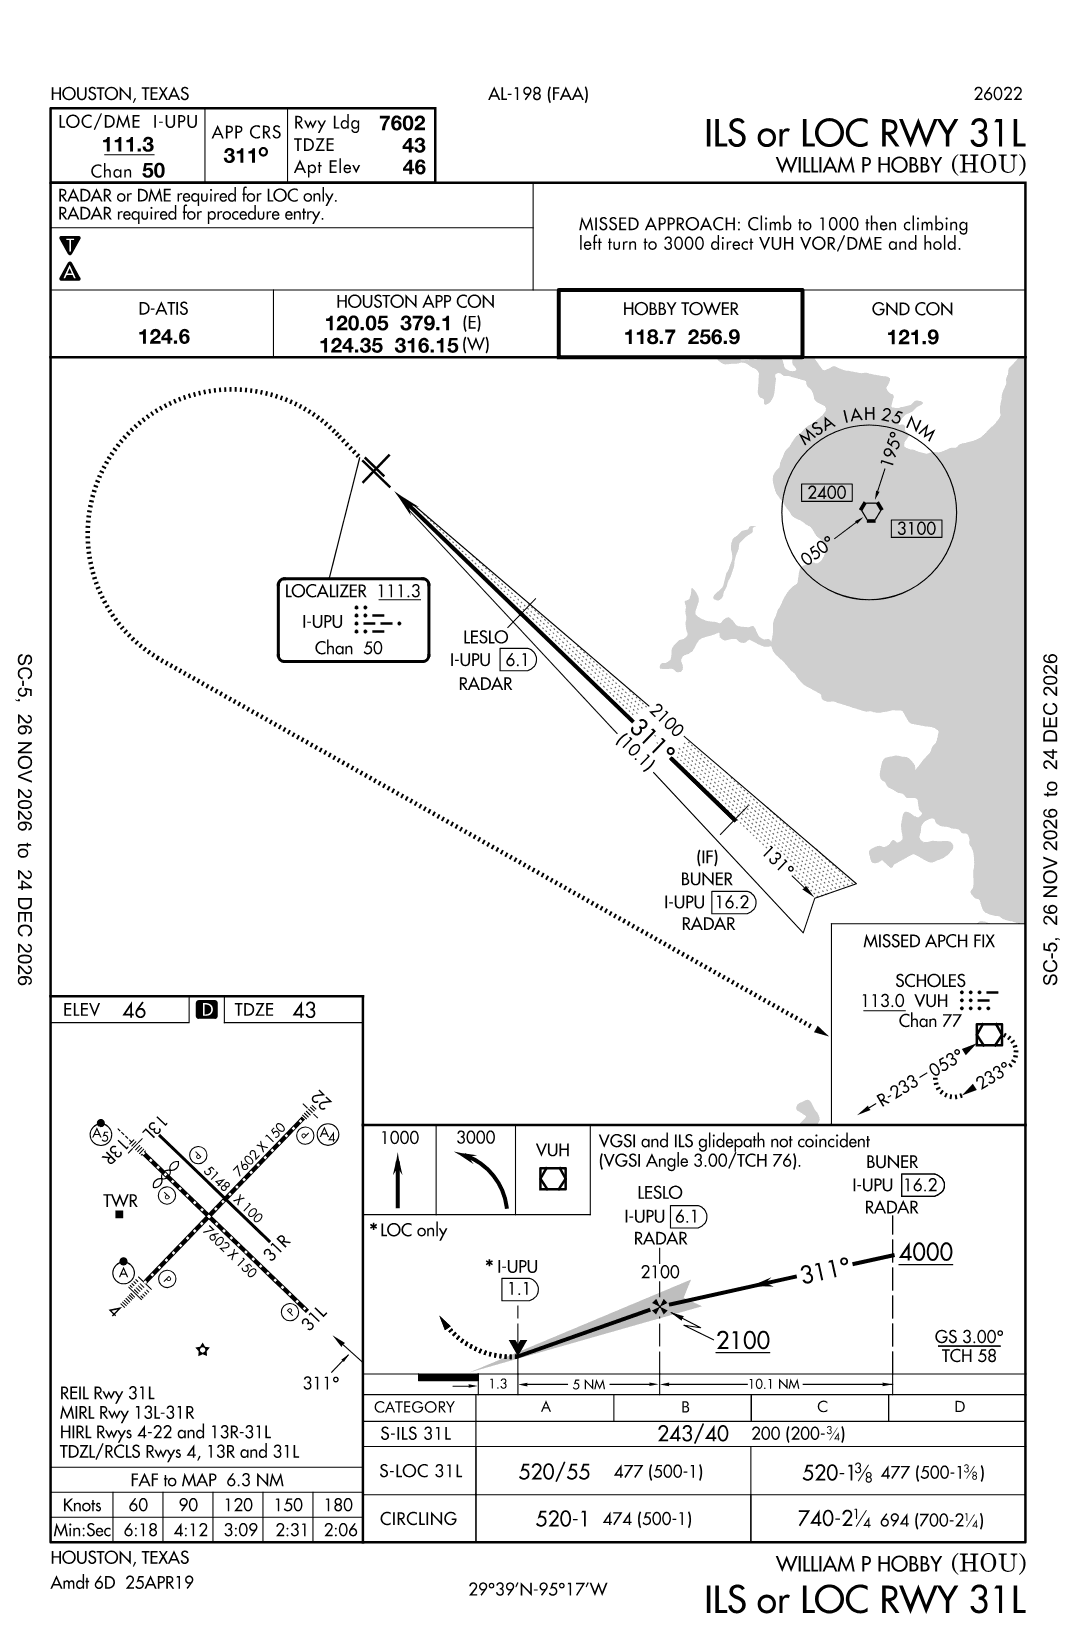 HOUSTON, TEXAS
AL-198 (FAA)
26022
LOC/DME I-UPU
111.3
Chan 50
APP CRS
311°
Rwy Ldg 7602
TDZE 43
Apt Elev 46
ILS or LOC RWY 31L
WILLIAM P HOBBY (HOU)
RADAR or DME required for LOC only.
RADAR required for procedure entry.
T
A
MISSED APPROACH: Climb to 1000 then climbing
left turn to 3000 direct VUH VOR/DME and hold.
D-ATIS
124.6
HOUSTON APP CON
120.05 379.1 (E)
124.35 316.15 (W)
HOBBY TOWER
118.7 256.9
GND CON
121.9
MSA IAH 25 NM
195°
2400
3100
050°
LOCALIZER 111.3
I-UPU
Chan 50
LESLO
I-UPU 6.1
RADAR
2100
311°
(10.1)
131°
(IF)
BUNER
I-UPU 16.2
RADAR
MISSED APCH FIX
SCHOLES
113.0 VUH
Chan 77
R-233
053°
233°
SC-5, 26 NOV 2026 to 24 DEC 2026
SC-5, 26 NOV 2026 to 24 DEC 2026
ELEV 46
D
TDZE 43
22
13L
13R
A5
P
A4
P
7602 X 150
5148 X 100
P
TWR
7602 X 150
31R
A
P
4
P
31L
311°
REIL Rwy 31L
MIRL Rwy 13L-31R
HIRL Rwys 4-22 and 13R-31L
TDZL/RCLS Rwys 4, 13R and 31L
FAF to MAP 6.3 NM
Knots 60 90 120 150 180
Min:Sec 6:18 4:12 3:09 2:31 2:06
1000
3000
VUH
VGSI and ILS glidepath not coincident
(VGSI Angle 3.00/TCH 76).
*LOC only
* I-UPU
1.1
LESLO
I-UPU 6.1
RADAR
2100
BUNER
I-UPU 16.2
RADAR
311°
4000
2100
GS 3.00°
TCH 58
1.3
5 NM
10.1 NM
CATEGORY A B C D
S-ILS 31L 243/40 200 (200-¾)
S-LOC 31L 520/55 477 (500-1) 520-1⅜ 477 (500-1⅜)
CIRCLING 520-1 474 (500-1) 740-2¼ 694 (700-2¼)
HOUSTON, TEXAS
Amdt 6D 25APR19
29°39'N-95°17'W
WILLIAM P HOBBY (HOU)
ILS or LOC RWY 31L